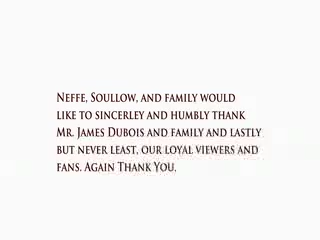 Neffe, Soullow, and family would
like to sincerley and humbly thank
Mr. James Dubois and family and lastly
but never least, our loyal viewers and
fans. Again Thank You.